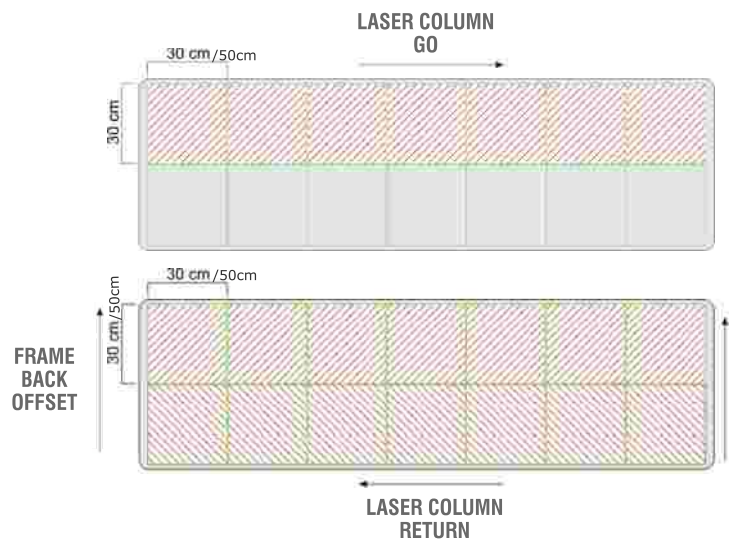 LASER COLUMN
GO
30 cm/50cm
30 cm
30 cm/50cm
30 cm/50cm
FRAME
BACK
OFFSET
LASER COLUMN
RETURN